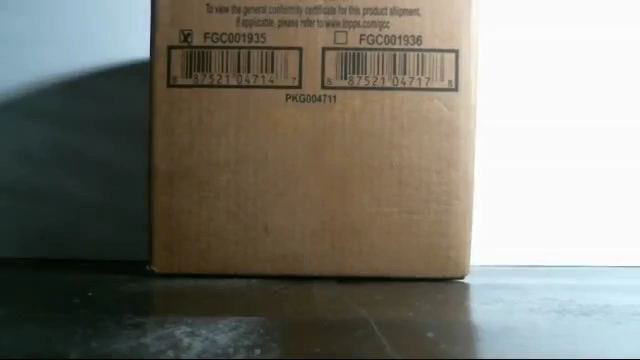 To view the general conformity certificate for this product shipment,
if applicable, please refer to www.topps.com/gcc
FGC001935 FGC001936
8 87521 04714 7 8 87521 04717 8
PKG004711